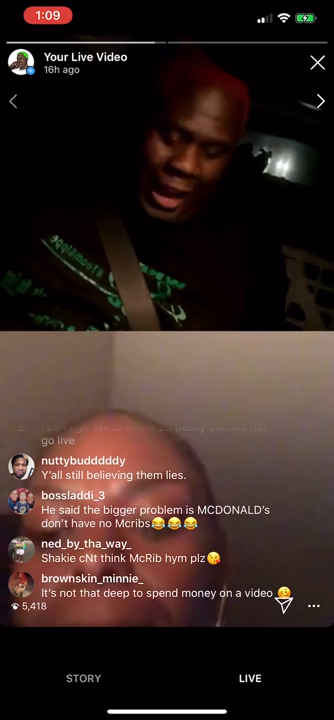 1:09
Your Live Video
16h ago
go live
nuttybudddddy
Y'all still believing them lies.
bossladdi_3
He said the bigger problem is MCDONALD's
don't have no Mcribs😂😂😂
ned_by_tha_way_
Shakie cNt think McRib hym plz😘
brownskin_minnie_
It's not that deep to spend money on a video
5,418
STORY
LIVE